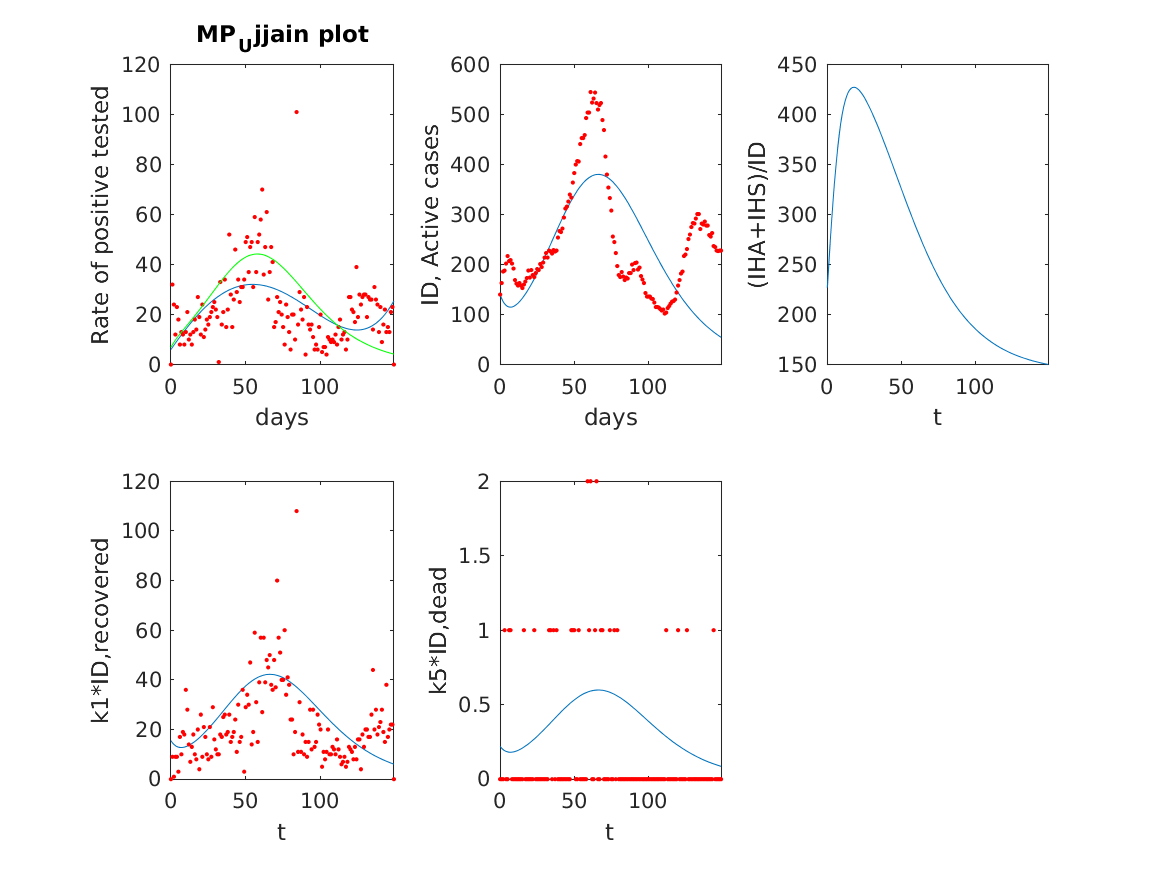 MP_Ujjain plot
120
100
80
60
40
20
0
0 50 100
days
Rate of positive tested
600
500
400
300
200
100
0
0 50 100
days
ID, Active cases
450
400
350
300
250
200
150
0 50 100
t
(IHA+IHS)/ID
120
100
80
60
40
20
0
0 50 100
t
k1*ID,recovered
2
1.5
1
0.5
0
0 50 100
t
k5*ID,dead